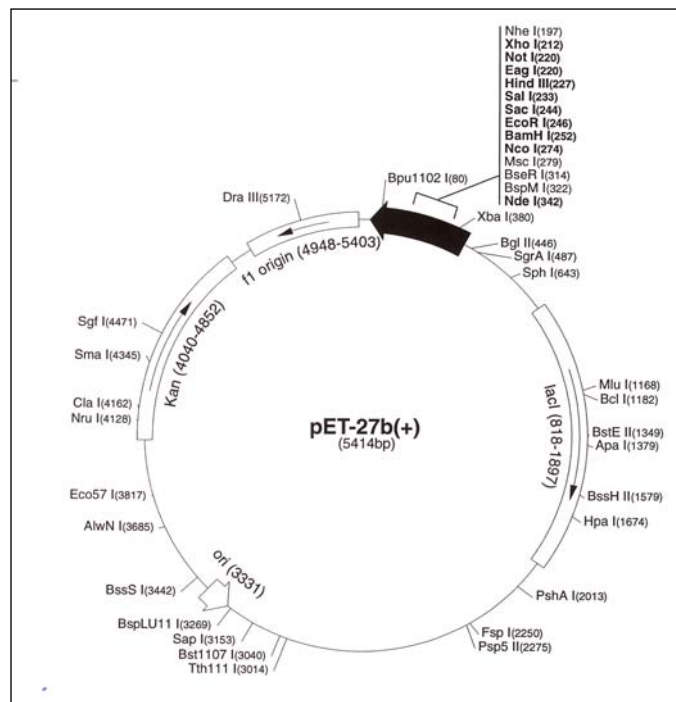 Nhe I(197)
Xho I(212)
Not I(220)
Eag I(220)
Hind III(227)
Sal I(233)
Sac I(244)
EcoR I(246)
BamH I(252)
Nco I(274)
Msc I(279)
BseR I(314)
BspM I(322)
Nde I(342)
Bpu1102 I(80)
Dra III(5172)
Xba I(380)
Bgl II(446)
SgrA I(487)
Sph I(643)
f1 origin (4948-5403)
Sgf I(4471)
Sma I(4345)
Kan (4040-4852)
Cla I(4162)
Nru I(4128)
pET-27b(+)
(5414bp)
lacI (818-1897)
Mlu I(1168)
Bcl I(1182)
BstE II(1349)
Apa I(1379)
BssH II(1579)
Hpa I(1674)
Eco57 I(3817)
AlwN I(3685)
ori (3331)
BssS I(3442)
PshA I(2013)
BspLU11 I(3269)
Sap I(3153)
Bst1107 I(3040)
Tth111 I(3014)
Fsp I(2250)
Psp5 II(2275)